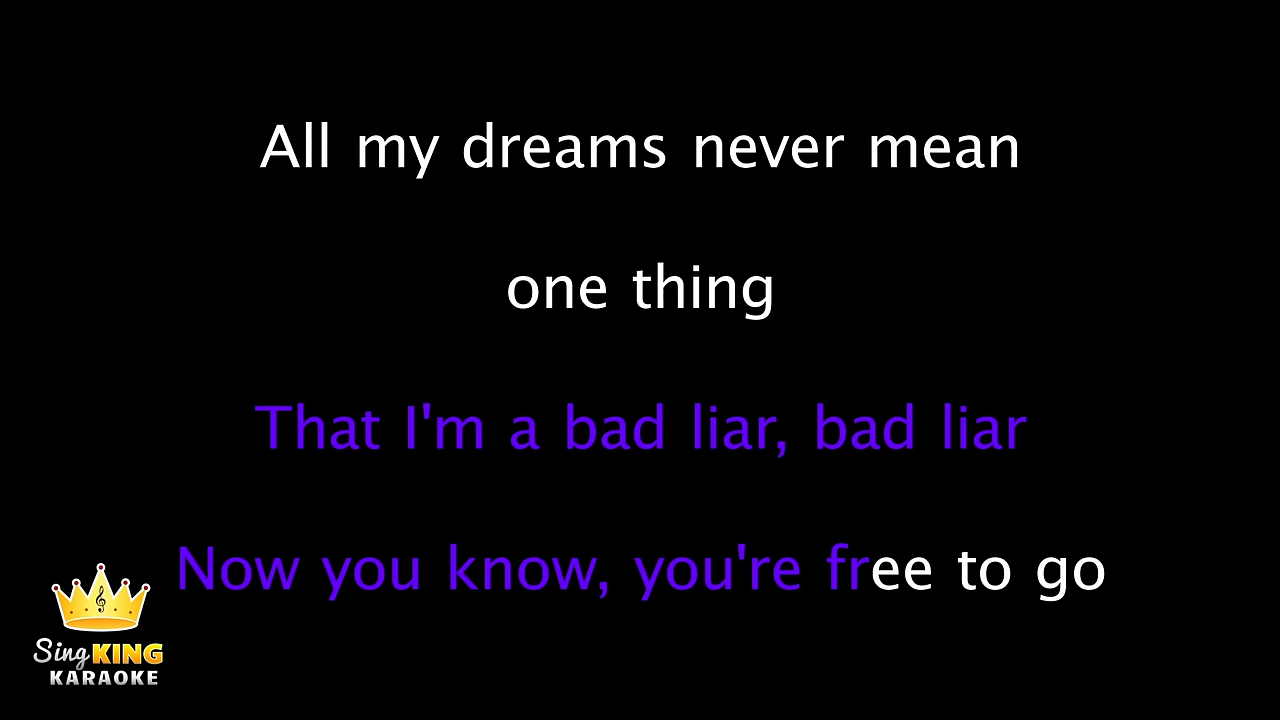 All my dreams never mean
one thing
That I'm a bad liar, bad liar
Now you know, you're free to go
Sing KING
KARAOKE